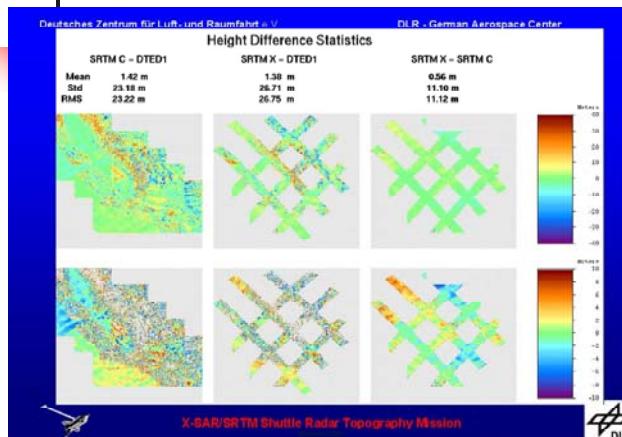 Deutsches Zentrum für Luft- und Raumfahrt e.V. DLR - German Aerospace Center
Height Difference Statistics
SRTM C - DTED1 SRTM X - DTED1 SRTM X - SRTM C
Mean 1.42 m 1.38 m 0.56 m
Std 23.18 m 26.71 m 11.10 m
RMS 23.22 m 26.75 m 11.12 m
X-SAR/SRTM Shuttle Radar Topography Mission